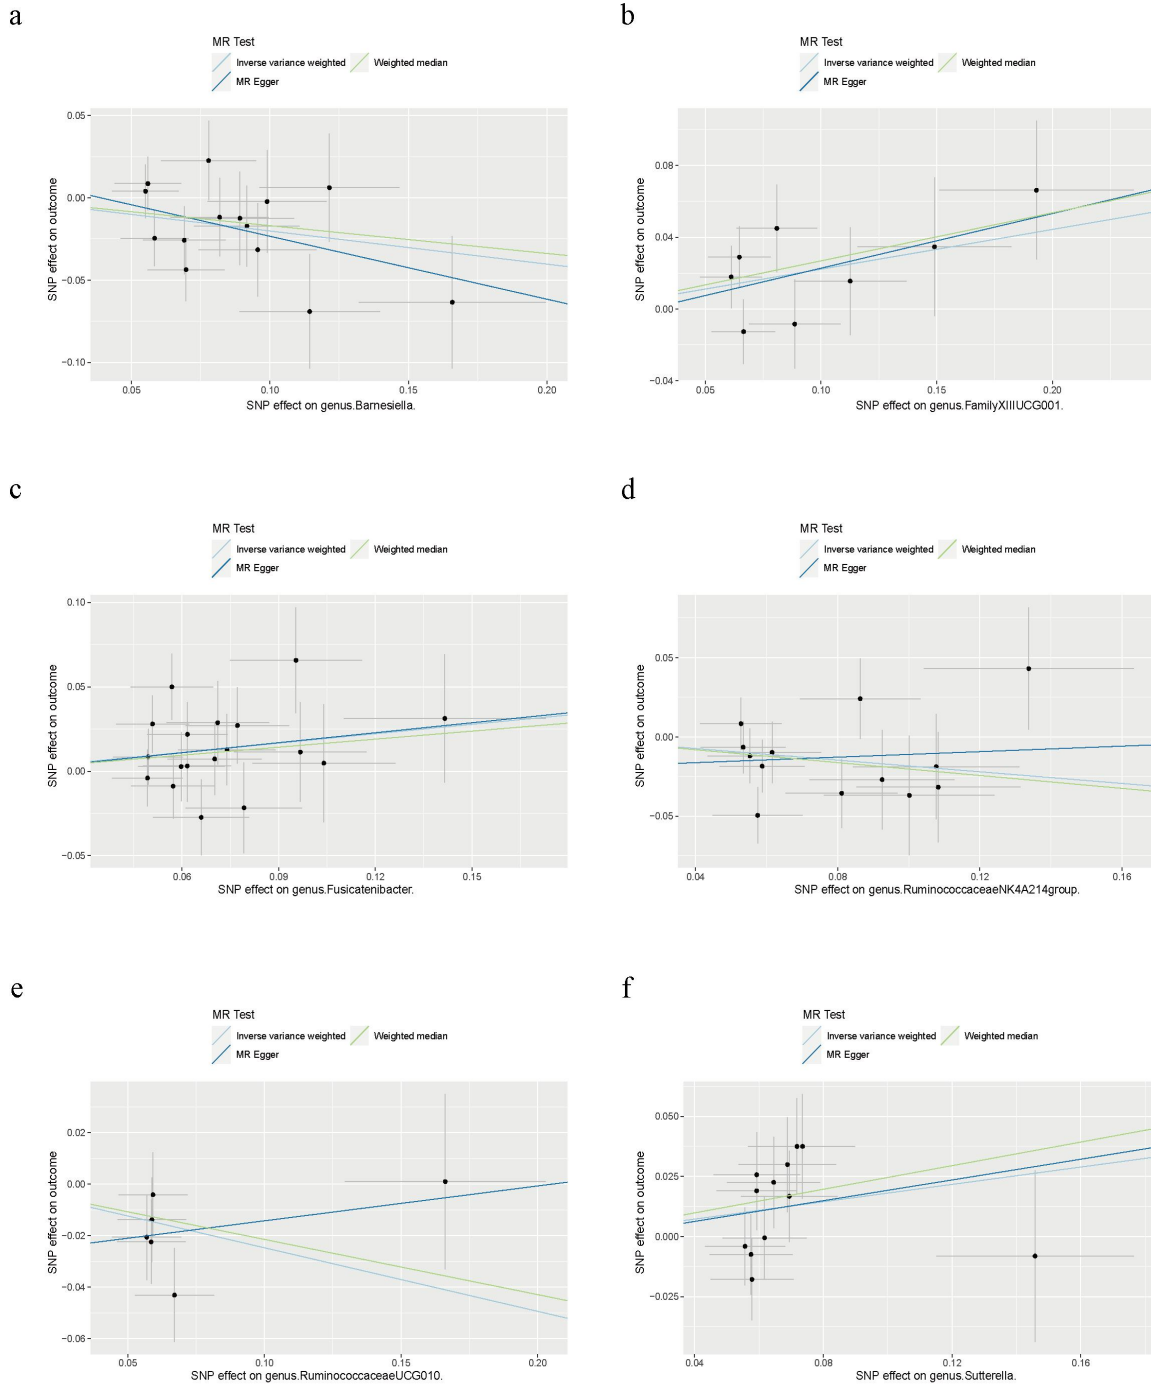 a
MR Test
Inverse variance weighted
Weighted median
MR Egger
0.05
0.00
−0.05
−0.10
SNP effect on outcome
0.05
0.10
0.15
0.20
SNP effect on genus.Barnesiella.
b
MR Test
Inverse variance weighted
Weighted median
MR Egger
0.08
0.04
0.00
−0.04
SNP effect on outcome
0.05
0.10
0.15
0.20
SNP effect on genus.FamilyXIIIUCG001.
c
MR Test
Inverse variance weighted
Weighted median
MR Egger
0.10
0.05
0.00
−0.05
SNP effect on outcome
0.06
0.09
0.12
0.15
SNP effect on genus.Fusicatenibacter.
d
MR Test
Inverse variance weighted
Weighted median
MR Egger
0.05
0.00
−0.05
SNP effect on outcome
0.04
0.08
0.12
0.16
SNP effect on genus.RuminococcaceaeNK4A214group.
e
MR Test
Inverse variance weighted
Weighted median
MR Egger
0.02
0.00
−0.02
−0.04
−0.06
SNP effect on outcome
0.05
0.10
0.15
0.20
SNP effect on genus.RuminococcaceaeUCG010.
f
MR Test
Inverse variance weighted
Weighted median
MR Egger
0.050
0.025
0.000
−0.025
SNP effect on outcome
0.04
0.08
0.12
0.16
SNP effect on genus.Sutterella.